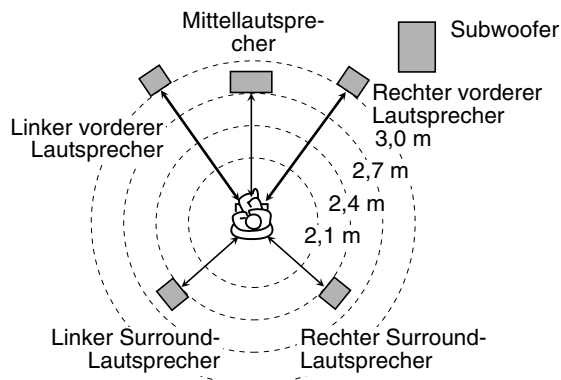 Mittellautspre-
cher
Subwoofer
Rechter vorderer
Lautsprecher
Linker vorderer
Lautsprecher
3,0 m
2,7 m
2,4 m
2,1 m
Linker Surround-
Lautsprecher
Rechter Surround-
Lautsprecher